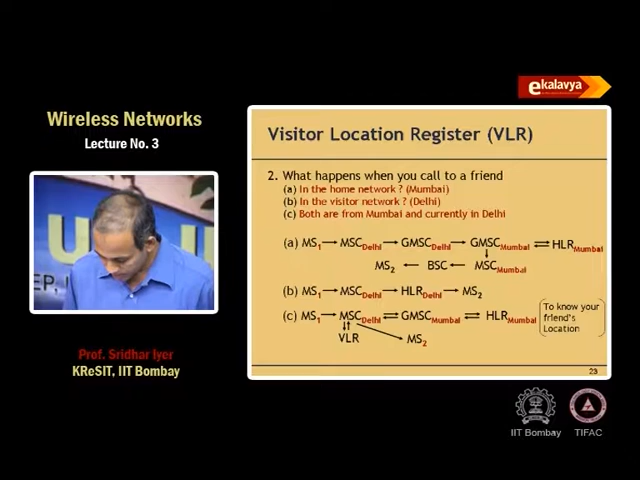 ekalavya
Wireless Networks
Lecture No. 3
Visitor Location Register (VLR)
2. What happens when you call to a friend
(a) In the home network ? (Mumbai)
(b) In the visitor network ? (Delhi)
(c) Both are from Mumbai and currently in Delhi
(a) MS1 → MSCDelhi → GMSCDelhi → GMSCMumbai ⇌ HLRMumbai
MS2 ← BSC ← MSCMumbai
(b) MS1 → MSCDelhi → HLRDelhi → MS2
(c) MS1 → MSCDelhi ⇌ GMSCMumbai ⇌ HLRMumbai
To know your
friend's
Location
VLR MS2
23
Prof. Sridhar Iyer
KReSIT, IIT Bombay
IIT Bombay TIFAC